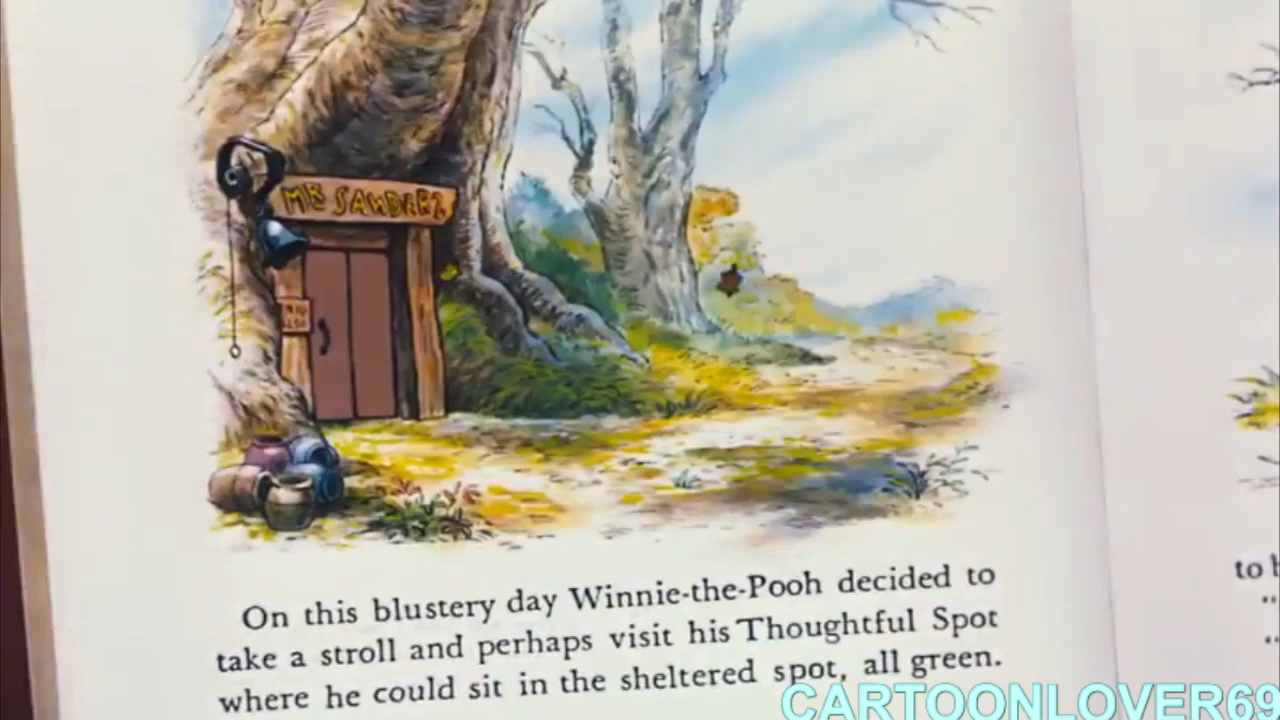 MR SANDERZ
On this blustery day Winnie-the-Pooh decided to
take a stroll and perhaps visit his Thoughtful Spot
where he could sit in the sheltered spot, all green.
to
CARTOONLOVER69